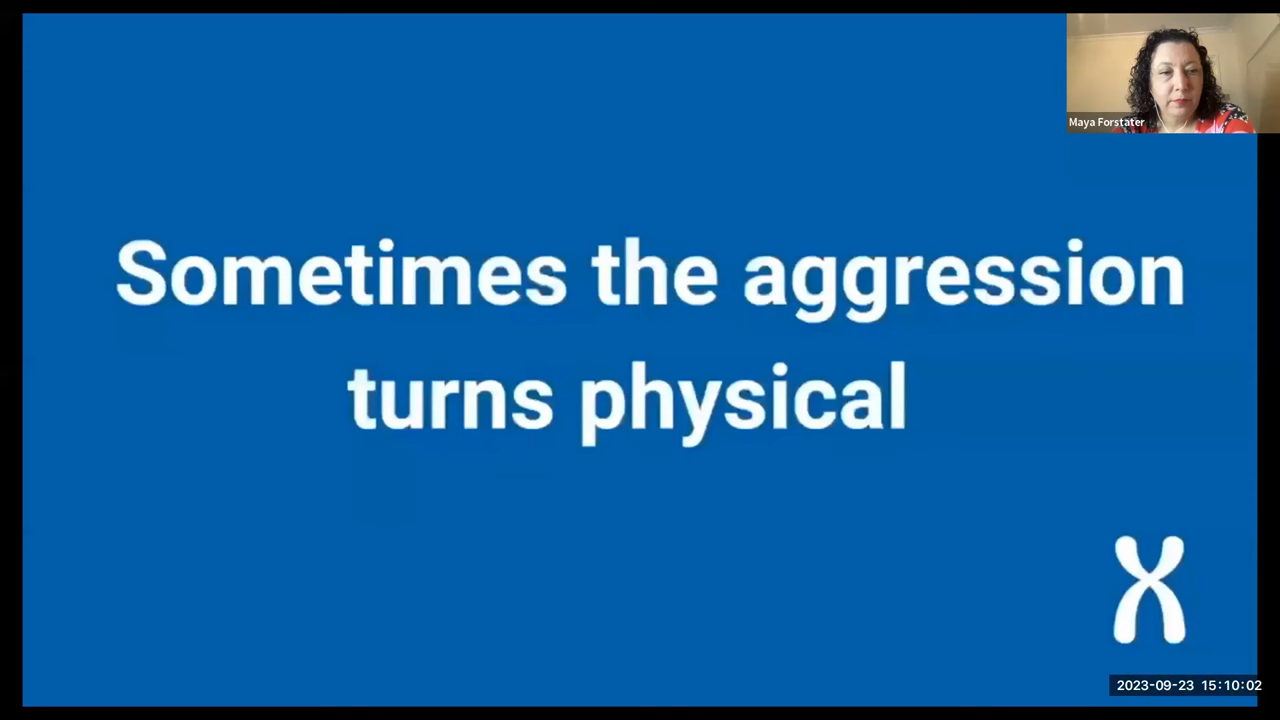 Maya Forstater
Sometimes the aggression
turns physical
2023-09-23 15:10:02